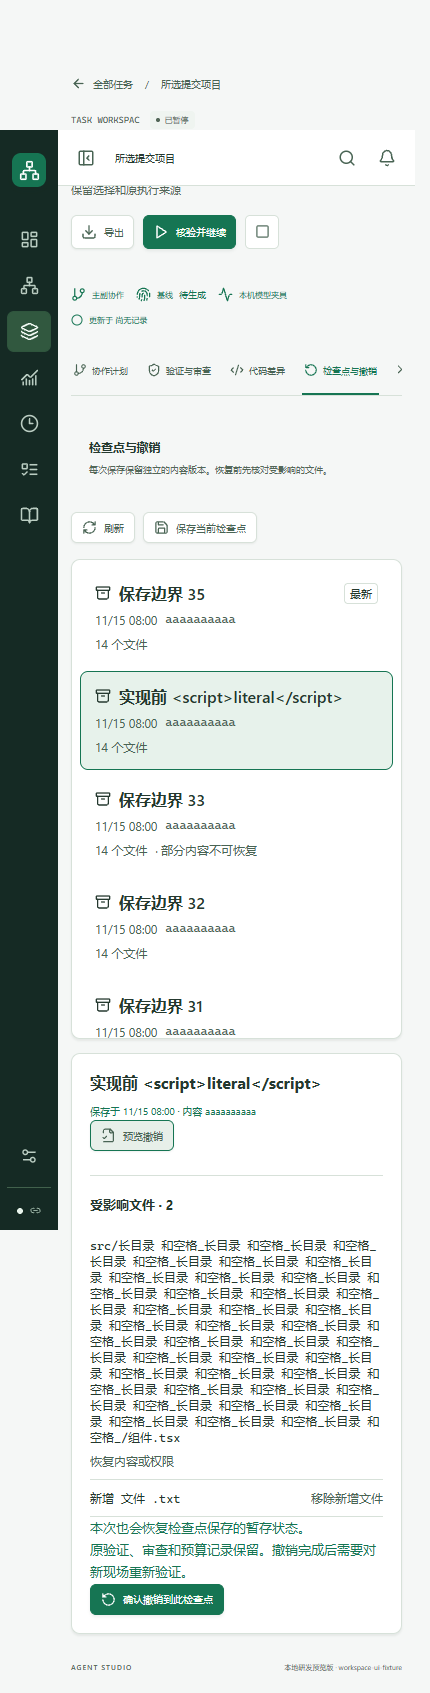 全部任务 / 所选提交项目
TASK WORKSPAC 已暂停
所选提交项目
保留选择和原执行来源
导出 核验并继续
主副协作 基线 待生成 本机模型夹具
更新于 尚无记录
协作计划 验证与审查 代码差异 检查点与撤销
检查点与撤销
每次保存保留独立的内容版本。恢复前先核对受影响的文件。
刷新 保存当前检查点
保存边界 35 最新
11/15 08:00 aaaaaaaaaa
14 个文件
实现前 <script>literal</script>
11/15 08:00 aaaaaaaaaa
14 个文件
保存边界 33
11/15 08:00 aaaaaaaaaa
14 个文件 · 部分内容不可恢复
保存边界 32
11/15 08:00 aaaaaaaaaa
14 个文件
保存边界 31
11/15 08:00 aaaaaaaaaa
实现前 <script>literal</script>
保存于 11/15 08:00 · 内容 aaaaaaaaaa
预览撤销
受影响文件 · 2
src/长目录 和空格_长目录 和空格_长目录 和空格_
长目录 和空格_长目录 和空格_长目录 和空格_长目
录 和空格_长目录 和空格_长目录 和空格_长目录 和
空格_长目录 和空格_长目录 和空格_长目录 和空格_
长目录 和空格_长目录 和空格_长目录 和空格_长目
录 和空格_长目录 和空格_长目录 和空格_长目录 和
空格_长目录 和空格_长目录 和空格_长目录 和空格_
长目录 和空格_长目录 和空格_长目录 和空格_长目
录 和空格_长目录 和空格_长目录 和空格_长目录 和
空格_长目录 和空格_长目录 和空格_长目录 和空格_
长目录 和空格_长目录 和空格_长目录 和空格_长目
录 和空格_长目录 和空格_长目录 和空格_长目录 和
空格_/组件.tsx
恢复内容或权限
新增 文件 .txt 移除新增文件
本次也会恢复检查点保存的暂存状态。
原验证、审查和预算记录保留。撤销完成后需要对
新现场重新验证。
确认撤销到此检查点
AGENT STUDIO 本地研发预览版 · workspace-ui-fixture